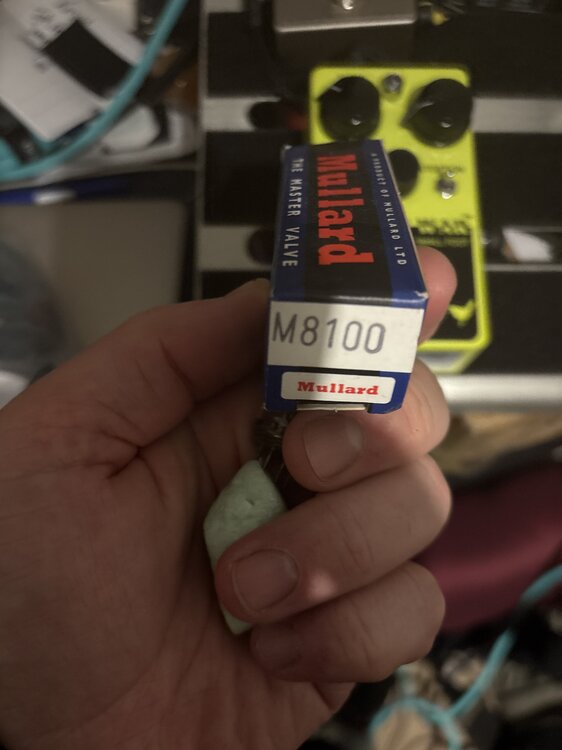 A PRODUCT OF MULLARD LTD
Mullard
THE MASTER VALVE
M8100
Mullard